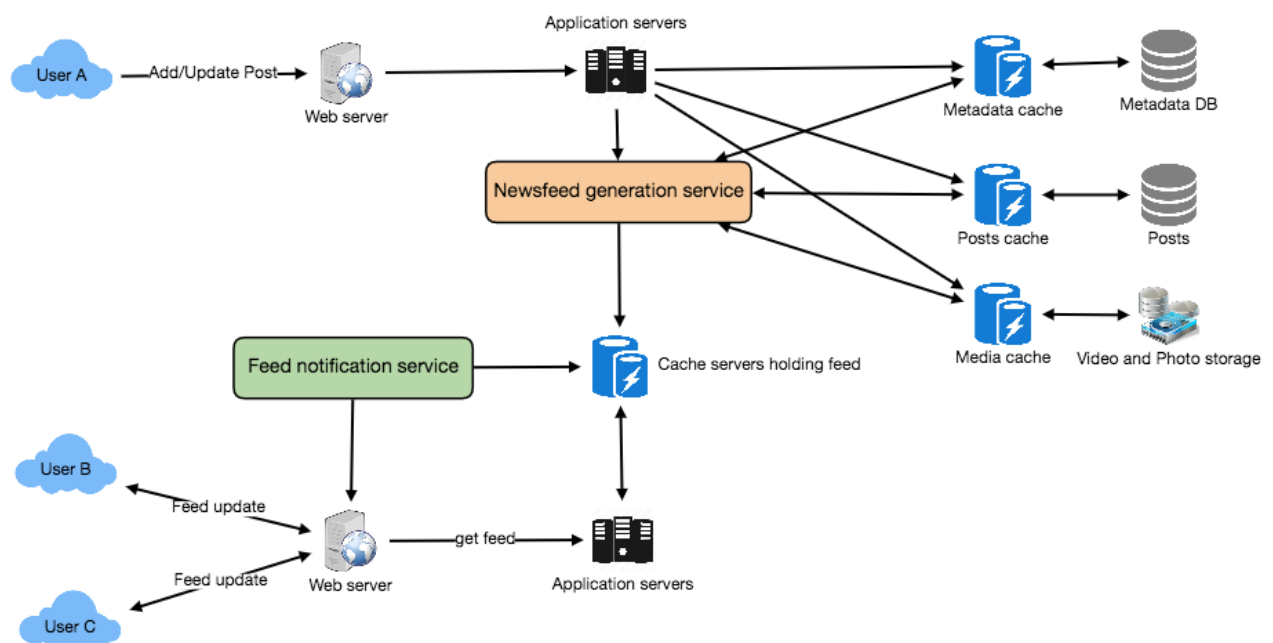 Application servers
User A
Add/Update Post
Web server
Metadata cache
Metadata DB
Newsfeed generation service
Posts cache
Posts
Media cache
Video and Photo storage
Feed notification service
Cache servers holding feed
User B
Feed update
get feed
Feed update
Web server
Application servers
User C